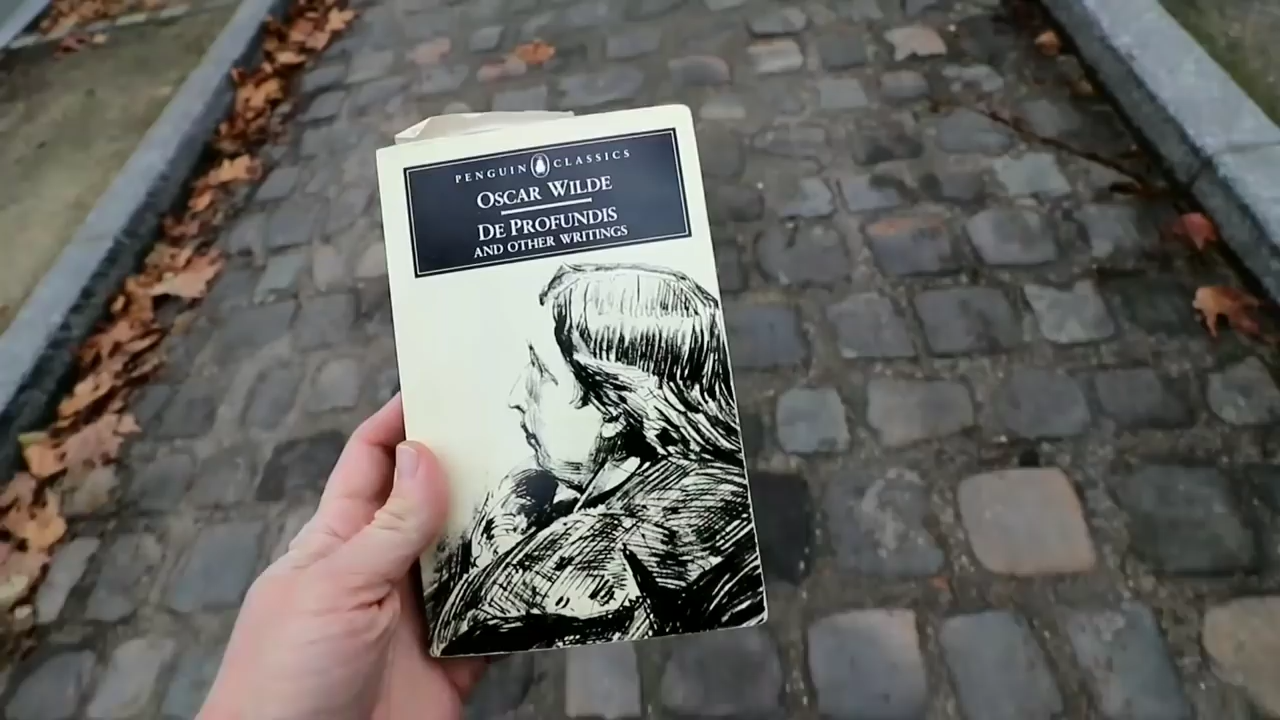 PENGUIN CLASSICS
OSCAR WILDE
DE PROFUNDIS
AND OTHER WRITINGS